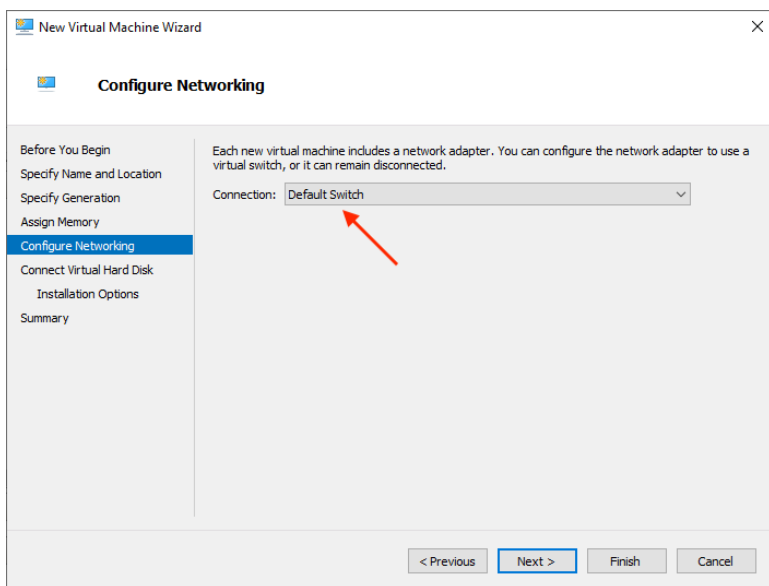 New Virtual Machine Wizard
Configure Networking
Before You Begin
Specify Name and Location
Specify Generation
Assign Memory
Configure Networking
Connect Virtual Hard Disk
Installation Options
Summary
Each new virtual machine includes a network adapter. You can configure the network adapter to use a
virtual switch, or it can remain disconnected.
Connection: Default Switch
< Previous Next > Finish Cancel